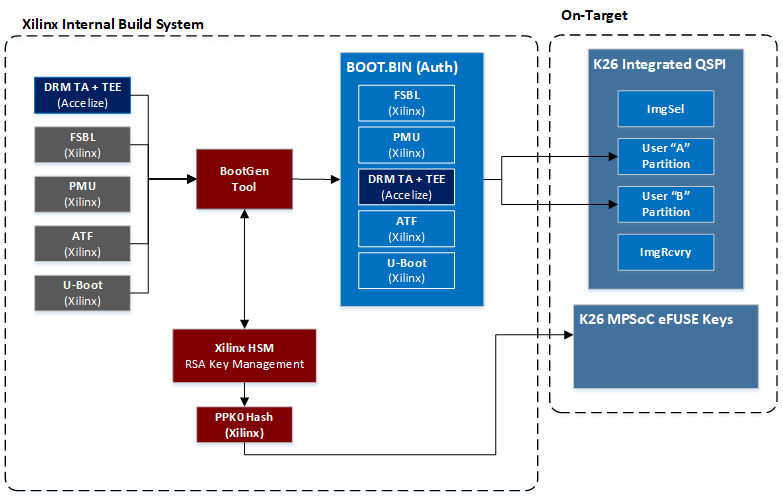 Xilinx Internal Build System
DRM TA + TEE
(Accelize)
FSBL
(Xilinx)
PMU
(Xilinx)
ATF
(Xilinx)
U-Boot
(Xilinx)
BootGen
Tool
Xilinx HSM
RSA Key Management
PPK0 Hash
(Xilinx)
BOOT.BIN (Auth)
FSBL
(Xilinx)
PMU
(Xilinx)
DRM TA + TEE
(Accelize)
ATF
(Xilinx)
U-Boot
(Xilinx)
On-Target
K26 Integrated QSPI
ImgSel
User “A”
Partition
User “B”
Partition
ImgRcvry
K26 MPSoC eFUSE Keys